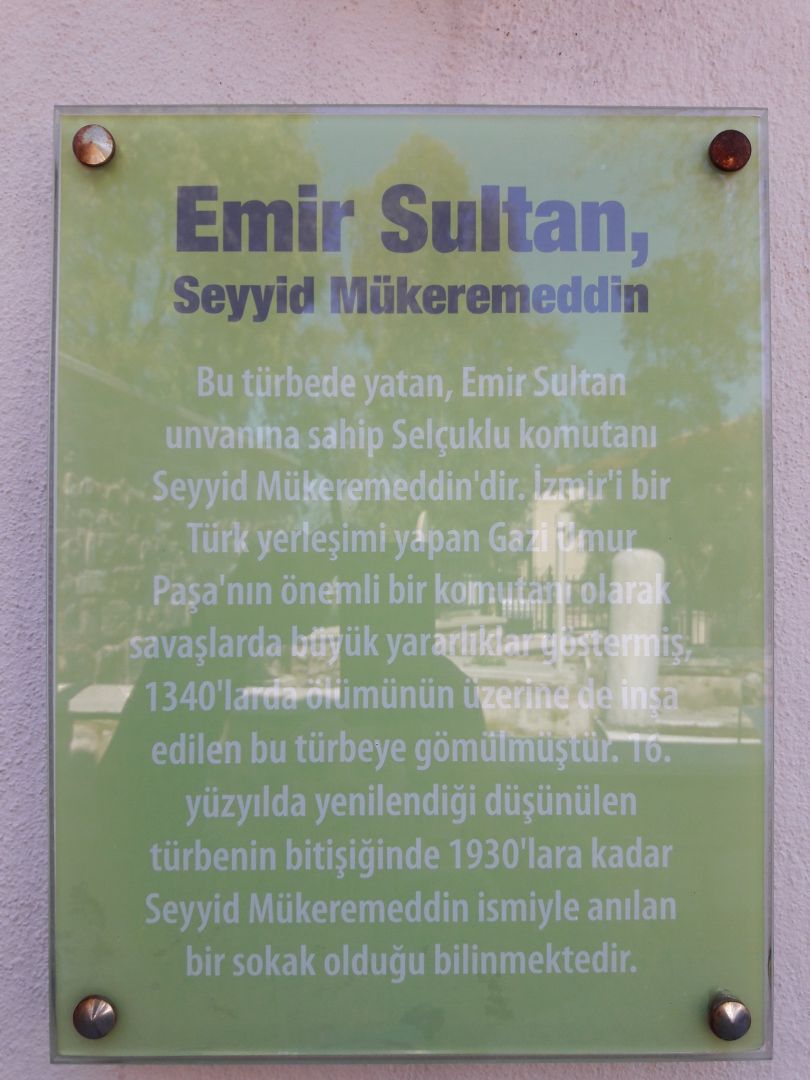 Emir Sultan,
Seyyid Mükeremeddin
Bu türbede yatan, Emir Sultan
unvanına sahip Selçuklu komutanı
Seyyid Mükeremeddin'dir. İzmir'i bir
Türk yerleşimi yapan Gazi Umur
Paşa'nın önemli bir komutanı olarak
savaşlarda büyük yararlıklar göstermiş,
1340'larda ölümünün üzerine de inşa
edilen bu türbeye gömülmüştür. 16.
yüzyılda yenilendiği düşünülen
türbenin bitişiğinde 1930'lara kadar
Seyyid Mükeremeddin ismiyle anılan
bir sokak olduğu bilinmektedir.